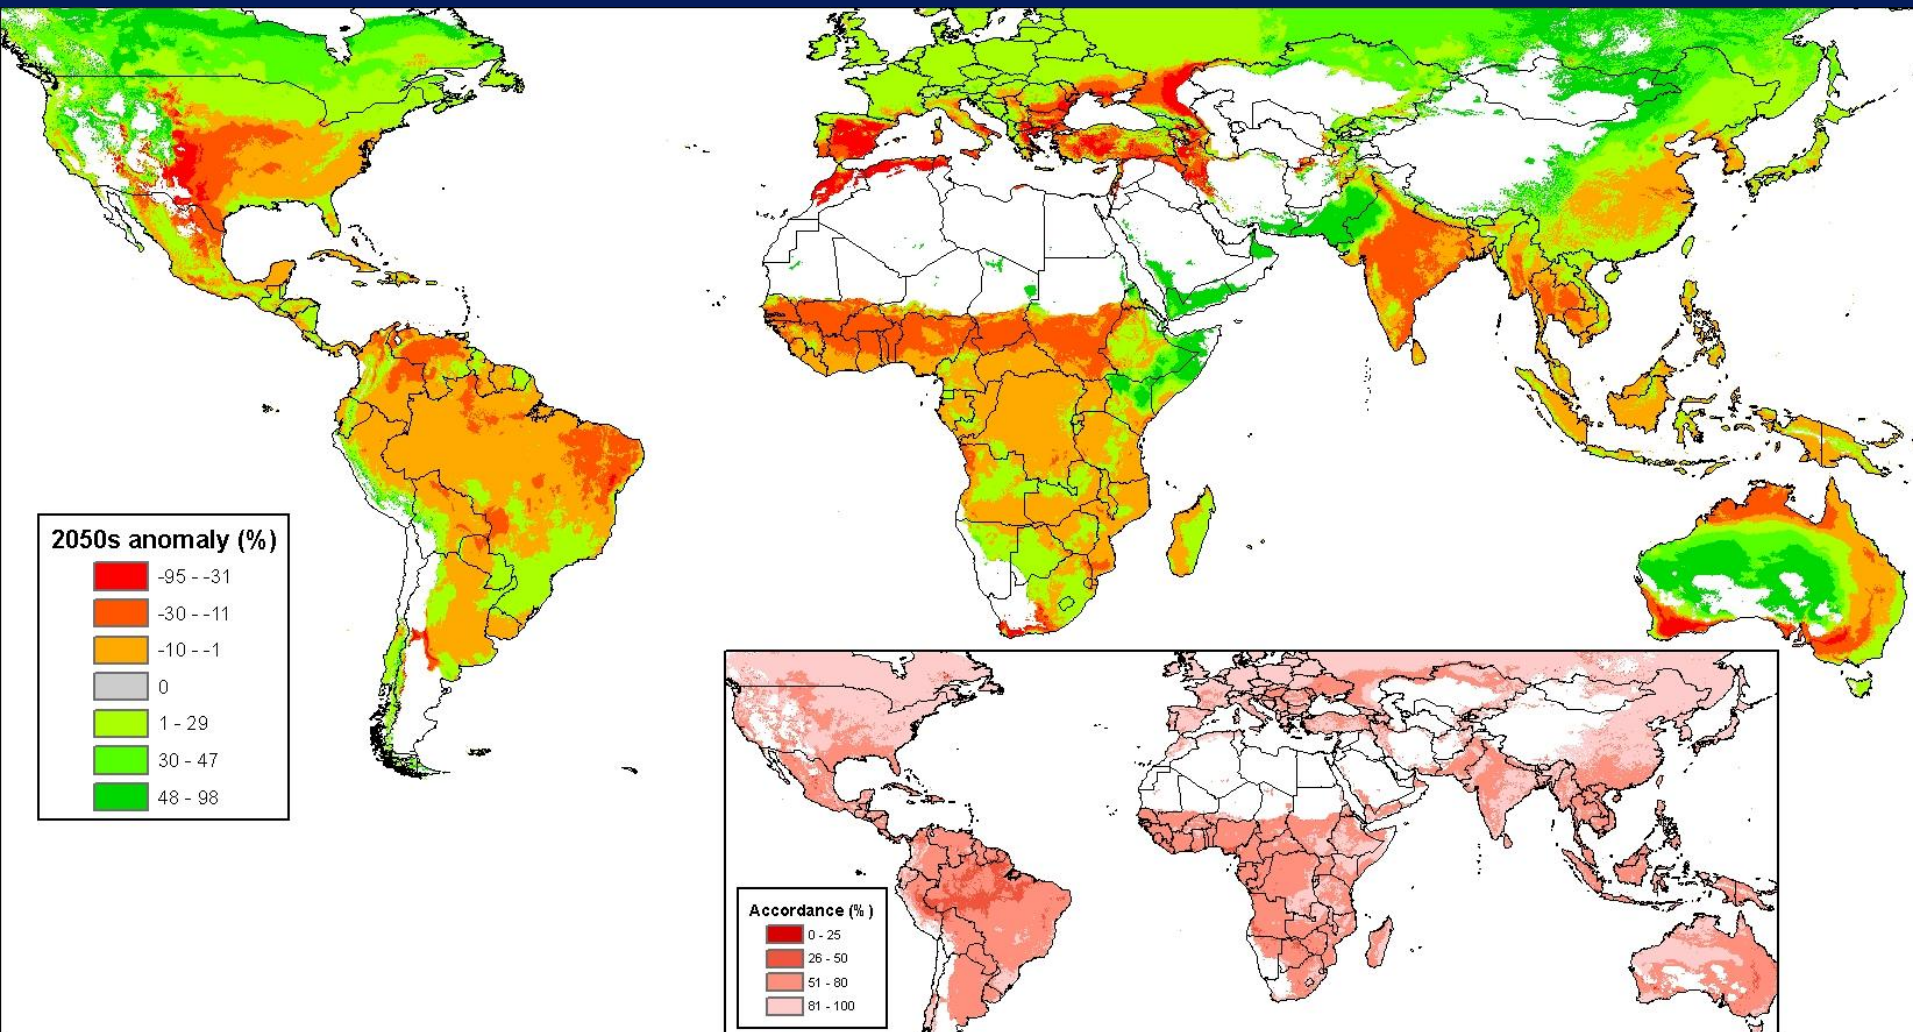 2050s anomaly (%)
-95 - -31
-30 - -11
-10 - -1
0
1 - 29
30 - 47
48 - 98
Accordance (% )
0 - 25
26 - 50
51 - 80
81 - 100